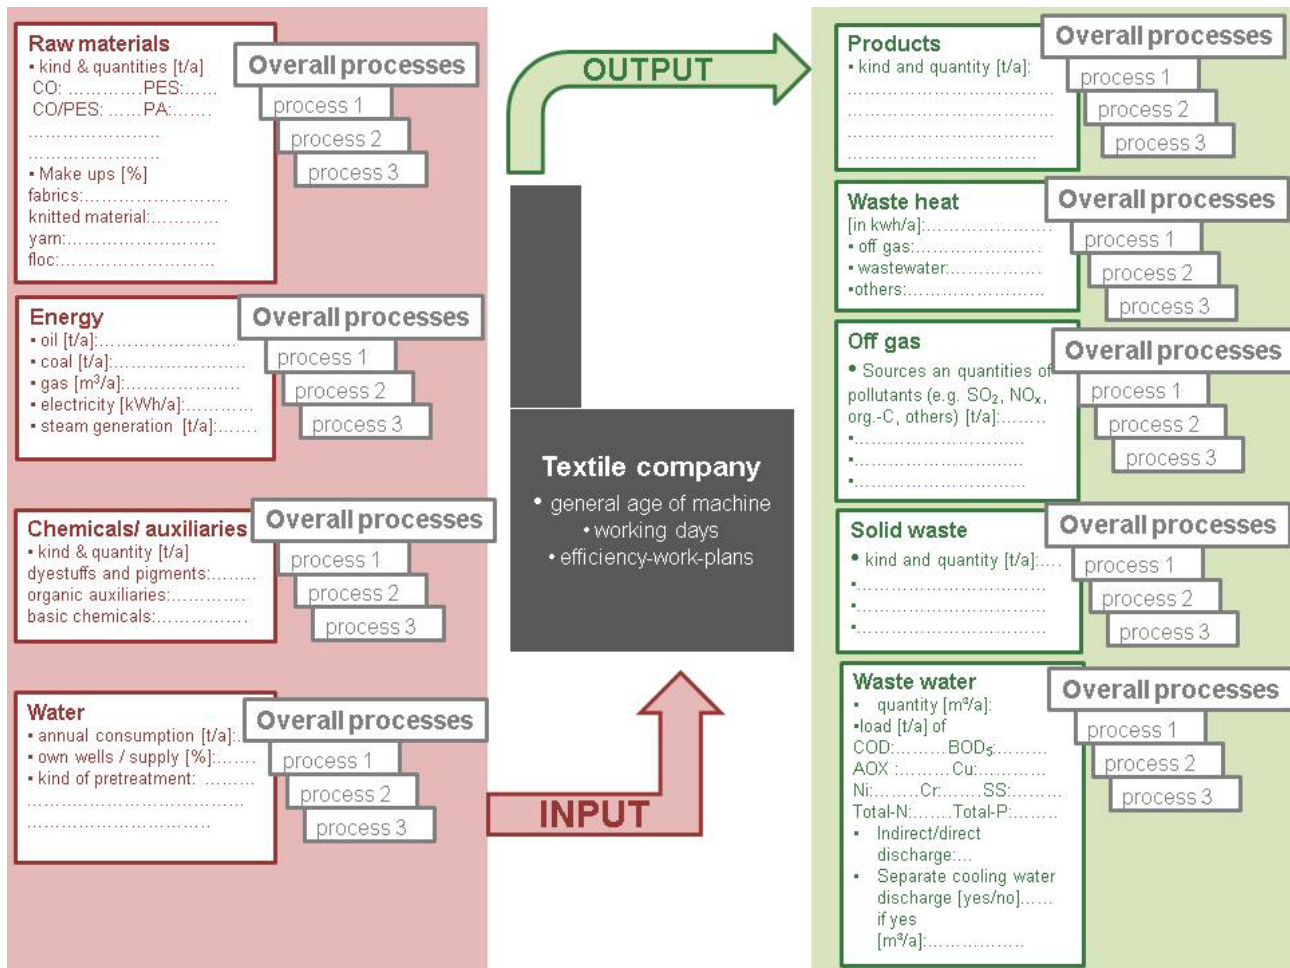 Raw materials
▪ kind & quantities [t/a]
CO: ..............PES:......
CO/PES: ......PA:.......
........................
........................
▪ Make ups [%]
fabrics:..........................
knitted material:.............
yarn:............................
floc:.............................
Overall processes
process 1
process 2
process 3
Energy
▪ oil [t/a]:..........................
▪ coal [t/a]:........................
▪ gas [m³/a]:.....................
▪ electricity [kWh/a]:............
▪ steam generation [t/a]:.......
Overall processes
process 1
process 2
process 3
Chemicals/ auxiliaries
▪ kind & quantity [t/a]
dyestuffs and pigments:........
organic auxiliaries:..............
basic chemicals:.................
Overall processes
process 1
process 2
process 3
Water
▪ annual consumption [t/a]:..
▪ own wells / supply [%]:.......
▪ kind of pretreatment: .........
........................................
..................................
Overall processes
process 1
process 2
process 3
OUTPUT
Textile company
• general age of machine
• working days
• efficiency-work-plans
INPUT
Products
▪ kind and quantity [t/a]:
......................................
......................................
......................................
...................................
Overall processes
process 1
process 2
process 3
Waste heat
[in kwh/a]:.......................
▪ off gas:........................
▪ wastewater:.................
▪others:.........................
Overall processes
process 1
process 2
process 3
Off gas
• Sources an quantities of
pollutants (e.g. SO₂, NOₓ,
org.-C, others) [t/a]:........
▪...............................
▪...............................
▪...............................
Overall processes
process 1
process 2
process 3
Solid waste
• kind and quantity [t/a]:....
▪...................................
▪...................................
▪...................................
Overall processes
process 1
process 2
process 3
Waste water
▪ quantity [m³/a]:
▪load [t/a] of
COD:.........BOD₅:.........
AOX :.........Cu:............
Ni:.......Cr:.......SS:..........
Total-N:.......Total-P:........
▪ Indirect/direct
discharge:...
▪ Separate cooling water
discharge [yes/no]......
if yes
[m³/a]:.................
Overall processes
process 1
process 2
process 3